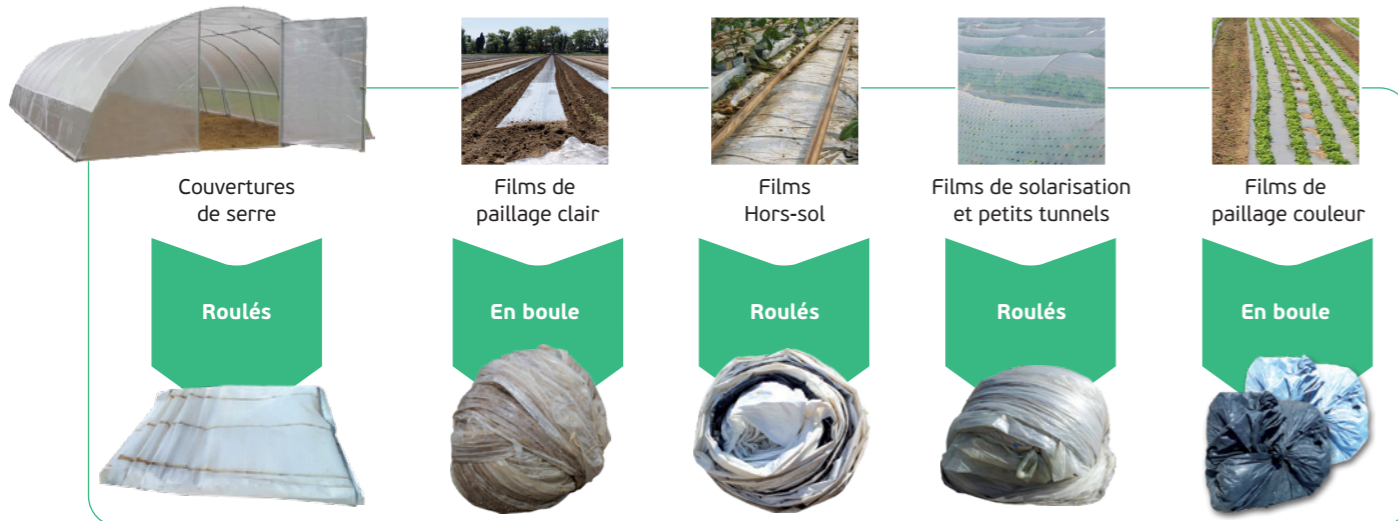 Couvertures
de serre
Films de
paillage clair
Films
Hors-sol
Films de solarisation
et petits tunnels
Films de
paillage couleur
Roulés
En boule
Roulés
Roulés
En boule